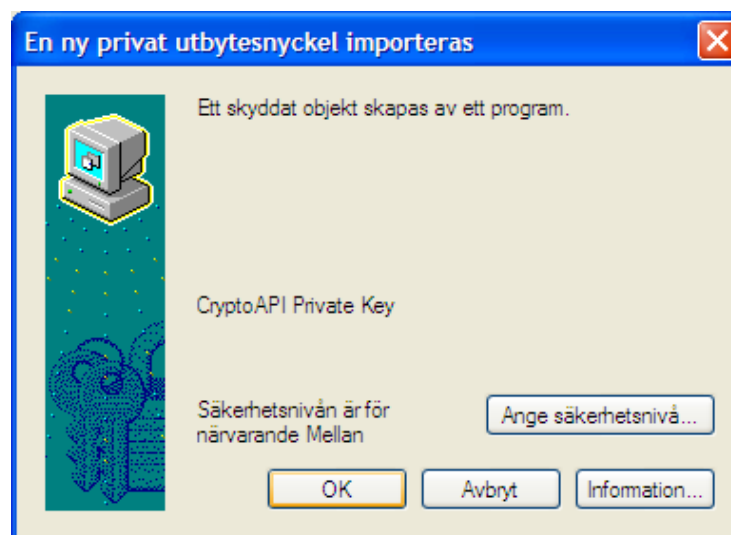 En ny privat utbytesnyckel importeras
Ett skyddat objekt skapas av ett program.
CryptoAPI Private Key
Säkerhetsnivån är för
närvarande Mellan
Ange säkerhetsnivå...
OK
Avbryt
Information...